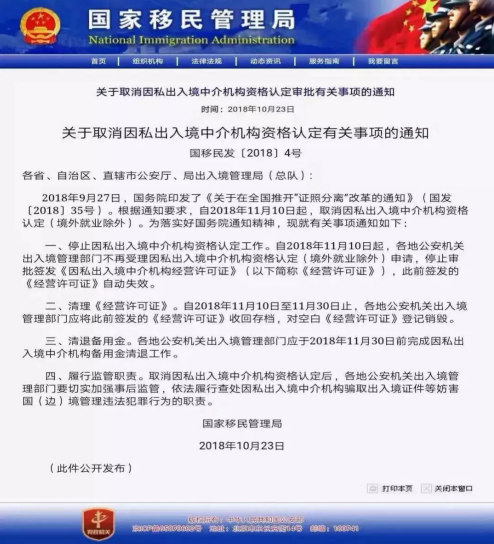 国家移民管理局
National Immigration Administration
首页 组织机构 法律法规 动态资讯 服务指南 我要留言
关于取消因私出入境中介机构资格认定审批有关事项的通知
时间：2018年10月23日
关于取消因私出入境中介机构资格认定有关事项的通知
国移民发［2018］4号
各省、自治区、直辖市公安厅、局出入境管理局（总队）：
2018年9月27日，国务院印发了《关于在全国推开“证照分离”改革的通知》（国发
［2018］35号）。根据通知要求，自2018年11月10日起，取消因私出入境中介机构资格认
定（境外就业除外）。为落实好国务院通知精神，现就有关事项通知如下：
一、停止因私出入境中介机构资格认定工作。自2018年11月10日起，各地公安机关
出入境管理部门不再受理因私出入境中介机构资格认定（境外就业除外）申请，停止审
批签发《因私出入境中介机构经营许可证》（以下简称《经营许可证》），此前签发的
《经营许可证》自动失效。
二、清理《经营许可证》。自2018年11月10日至11月30日止，各地公安机关出入境
管理部门应将此前签发的《经营许可证》收回存档，对空白《经营许可证》登记销毁。
三、清退备用金。各地公安机关出入境管理部门应于2018年11月30日前完成因私出
入境中介机构备用金清退工作。
四、履行监管职责。取消因私出入境中介机构资格认定后，各地公安机关出入境管
理部门要切实加强事后监管，依法履行查处因私出入境中介机构骗取出入境证件等妨害
国（边）境管理违法犯罪行为的职责。
国家移民管理局
2018年10月23日
（此件公开发布）
打印本页 关闭本窗口